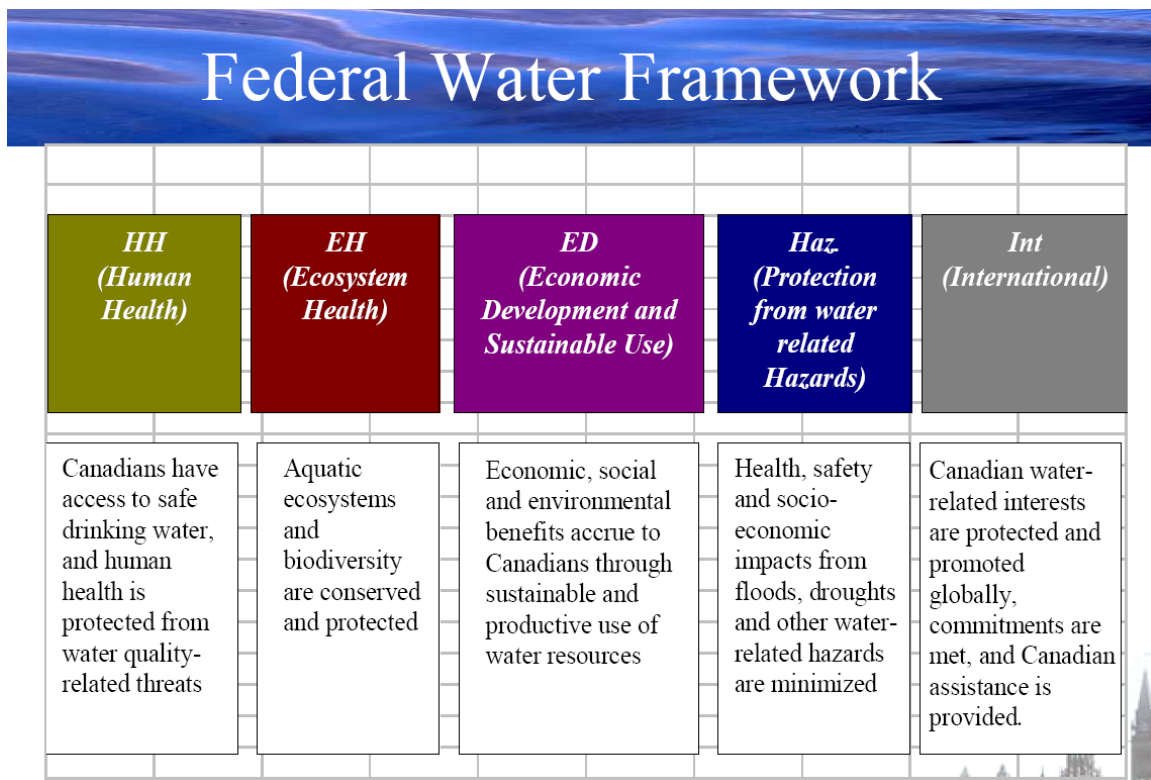 Federal Water Framework
HH
(Human
Health)
EH
(Ecosystem
Health)
ED
(Economic
Development and
Sustainable Use)
Haz.
(Protection
from water
related
Hazards)
Int
(International)
Canadians have
access to safe
drinking water,
and human
health is
protected from
water quality-
related threats
Aquatic
ecosystems
and
biodiversity
are conserved
and protected
Economic, social
and environmental
benefits accrue to
Canadians through
sustainable and
productive use of
water resources
Health, safety
and socio-
economic
impacts from
floods, droughts
and other water-
related hazards
are minimized
Canadian water-
related interests
are protected and
promoted
globally,
commitments are
met, and Canadian
assistance is
provided.